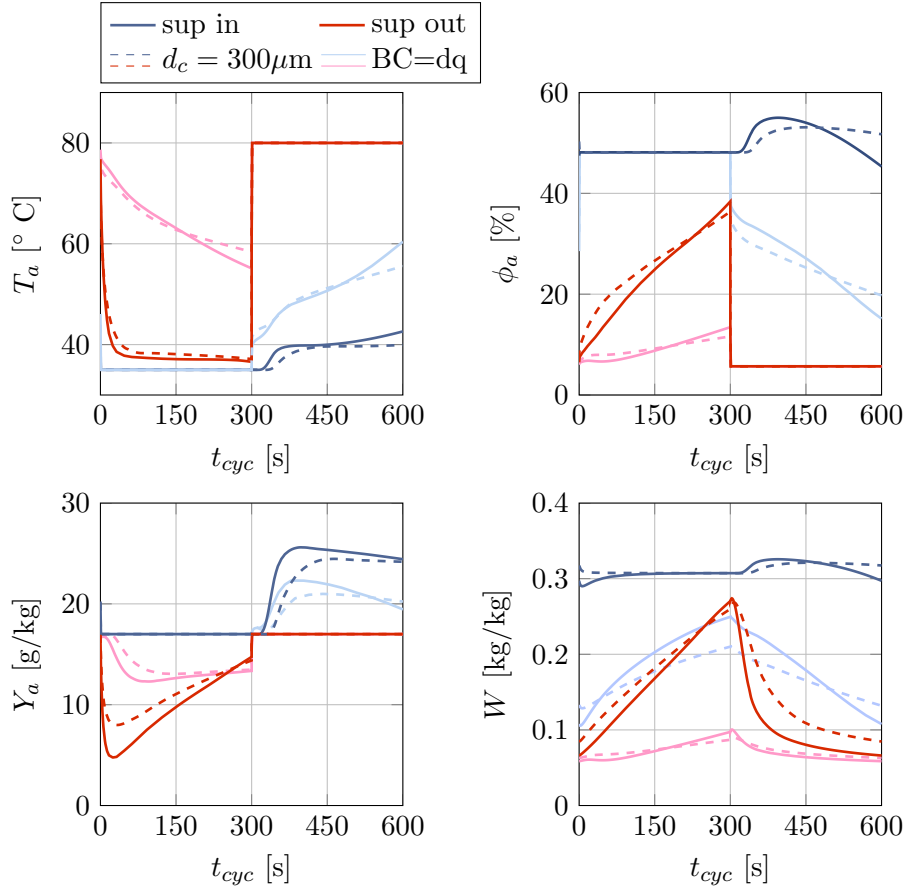 sup in sup out
d_c = 300μm BC=dq
80
60
40
T_a [° C]
0 150 300 450 600
t_cyc [s]
60
40
20
0
ϕ_a [%]
0 150 300 450 600
t_cyc [s]
30
20
10
0
Y_a [g/kg]
0 150 300 450 600
t_cyc [s]
0.4
0.3
0.2
0.1
0
W [kg/kg]
0 150 300 450 600
t_cyc [s]